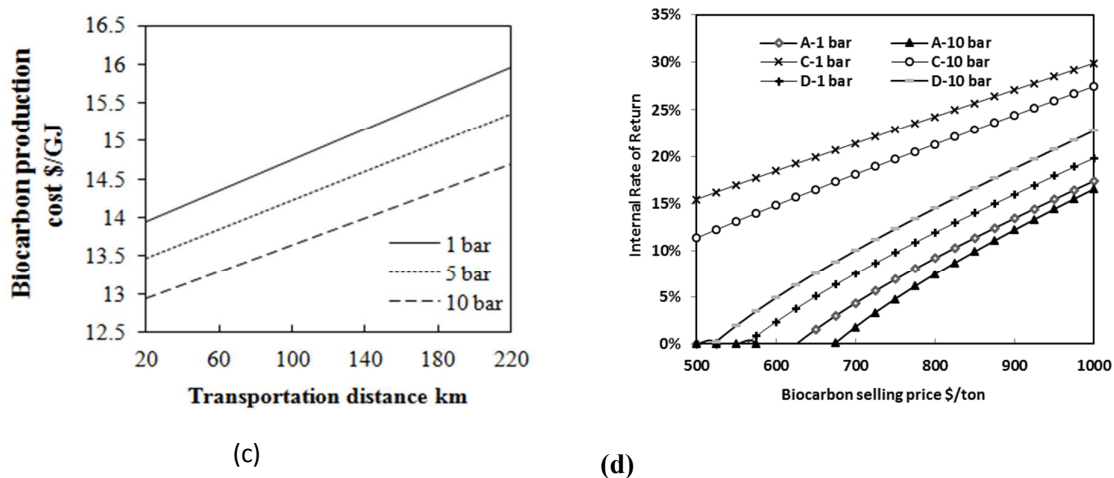 16.5
16
15.5
15
14.5
14
13.5
13
12.5
Biocarbon production
cost $/GJ
1 bar
5 bar
10 bar
20 60 100 140 180 220
Transportation distance km
(c)
35%
30%
25%
20%
15%
10%
5%
0%
Internal Rate of Return
A-1 bar A-10 bar
C-1 bar C-10 bar
D-1 bar D-10 bar
500 600 700 800 900 1000
Biocarbon selling price $/ton
(d)